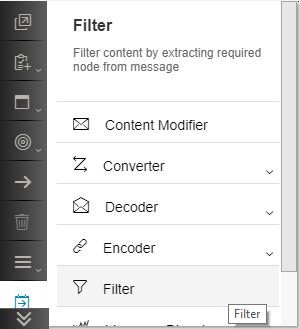 Filter
Filter content by extracting required
node from message
Content Modifier
Converter
Decoder
Encoder
Filter
Filter